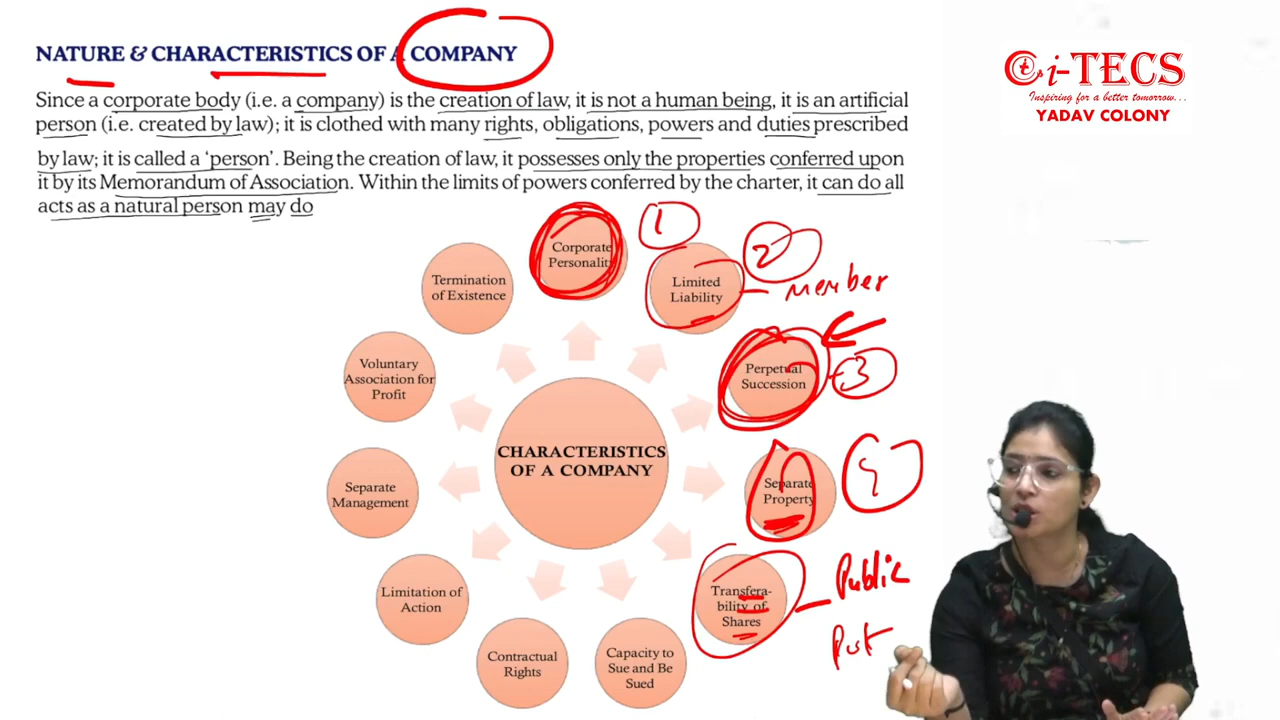 NATURE & CHARACTERISTICS OF A COMPANY
i-TECS
Inspiring for a better tomorrow...
YADAV COLONY
Since a corporate body (i.e. a company) is the creation of law, it is not a human being, it is an artificial
person (i.e. created by law); it is clothed with many rights, obligations, powers and duties prescribed
by law; it is called a ‘person’. Being the creation of law, it possesses only the properties conferred upon
it by its Memorandum of Association. Within the limits of powers conferred by the charter, it can do all
acts as a natural person may do
Corporate
Personality
1
Limited
Liability
2
Member
Perpetual
Succession
3
Separate
Property
4
Transfera-
bility of
Shares
Public
Capacity to
Sue and Be
Sued
Contractual
Rights
Limitation of
Action
Separate
Management
Voluntary
Association for
Profit
Termination
of Existence
CHARACTERISTICS
OF A COMPANY